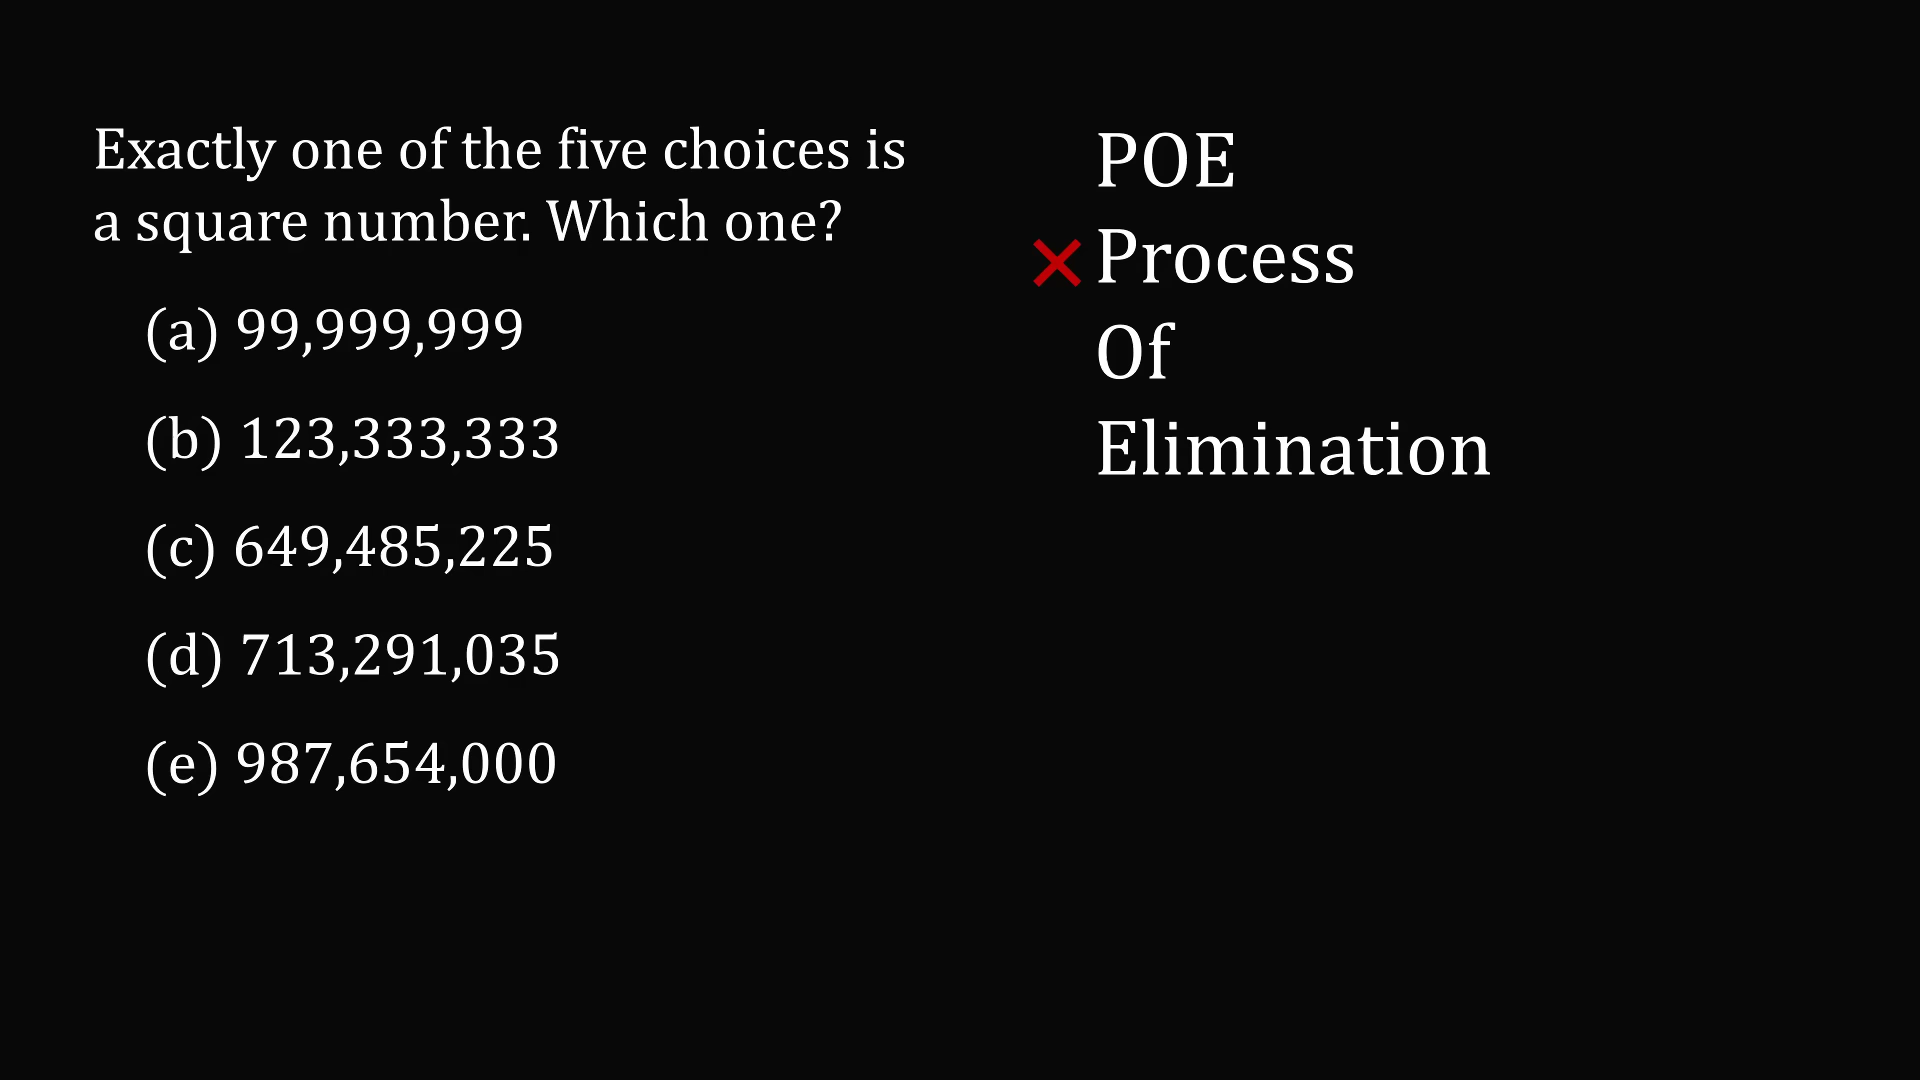 Exactly one of the five choices is
a square number. Which one?
(a) 99,999,999
(b) 123,333,333
(c) 649,485,225
(d) 713,291,035
(e) 987,654,000
POE
Process
Of
Elimination